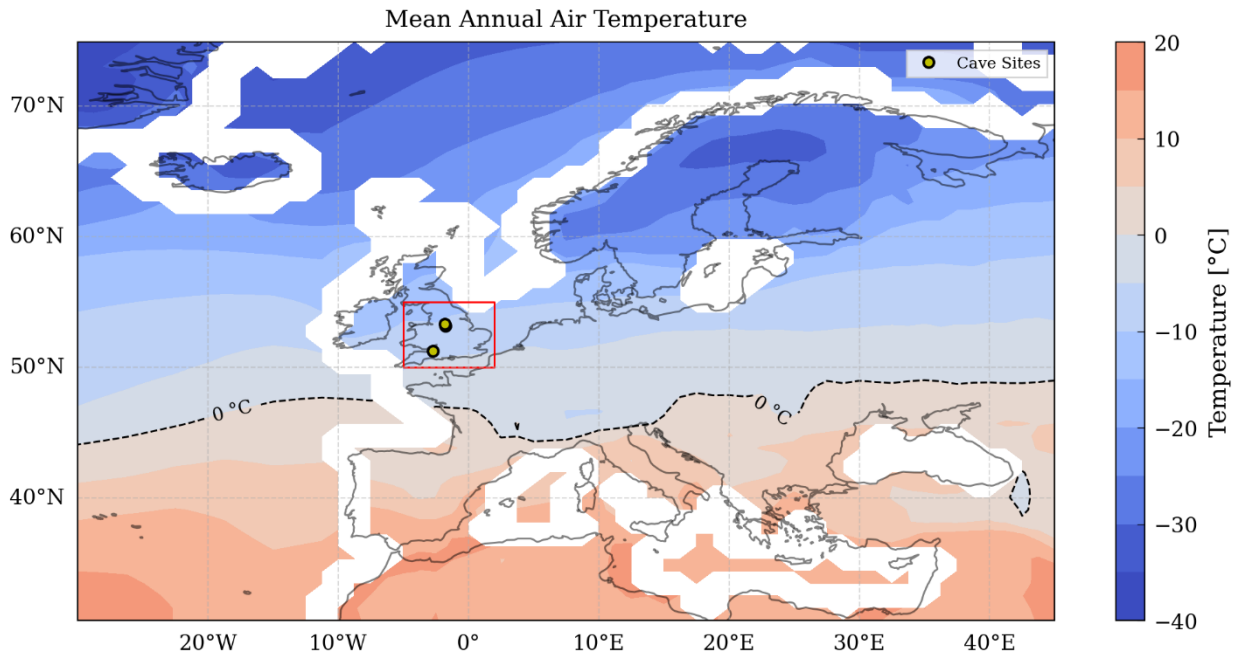 Mean Annual Air Temperature
Cave Sites
70°N
60°N
50°N
40°N
0 °C
0 °C
20°W
10°W
0°
10°E
20°E
30°E
40°E
20
10
0
−10
−20
−30
−40
Temperature [°C]